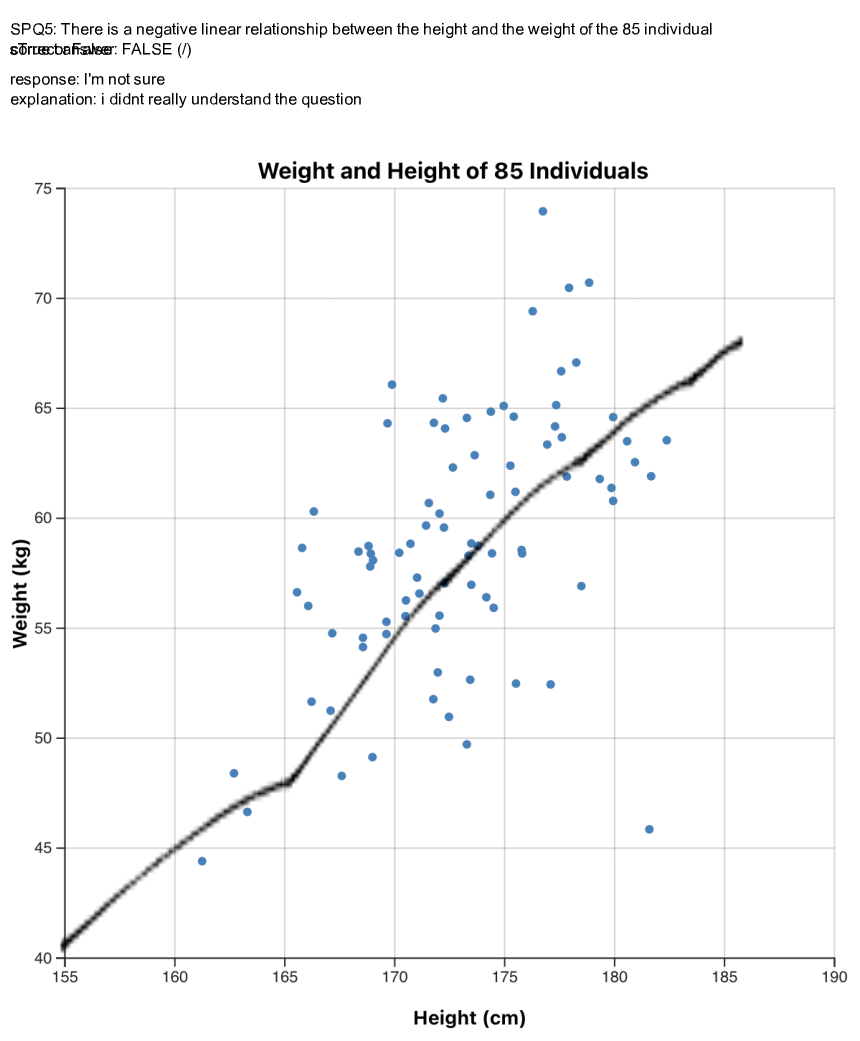 SPQ5: There is a negative linear relationship between the height and the weight of the 85 individual
FALSE (/)
response: I'm not sure
explanation: i didnt really understand the question
Weight and Height of 85 Individuals
75
70
65
60
55
50
45
40
Weight (kg)
155 160 165 170 175 180 185 190
Height (cm)